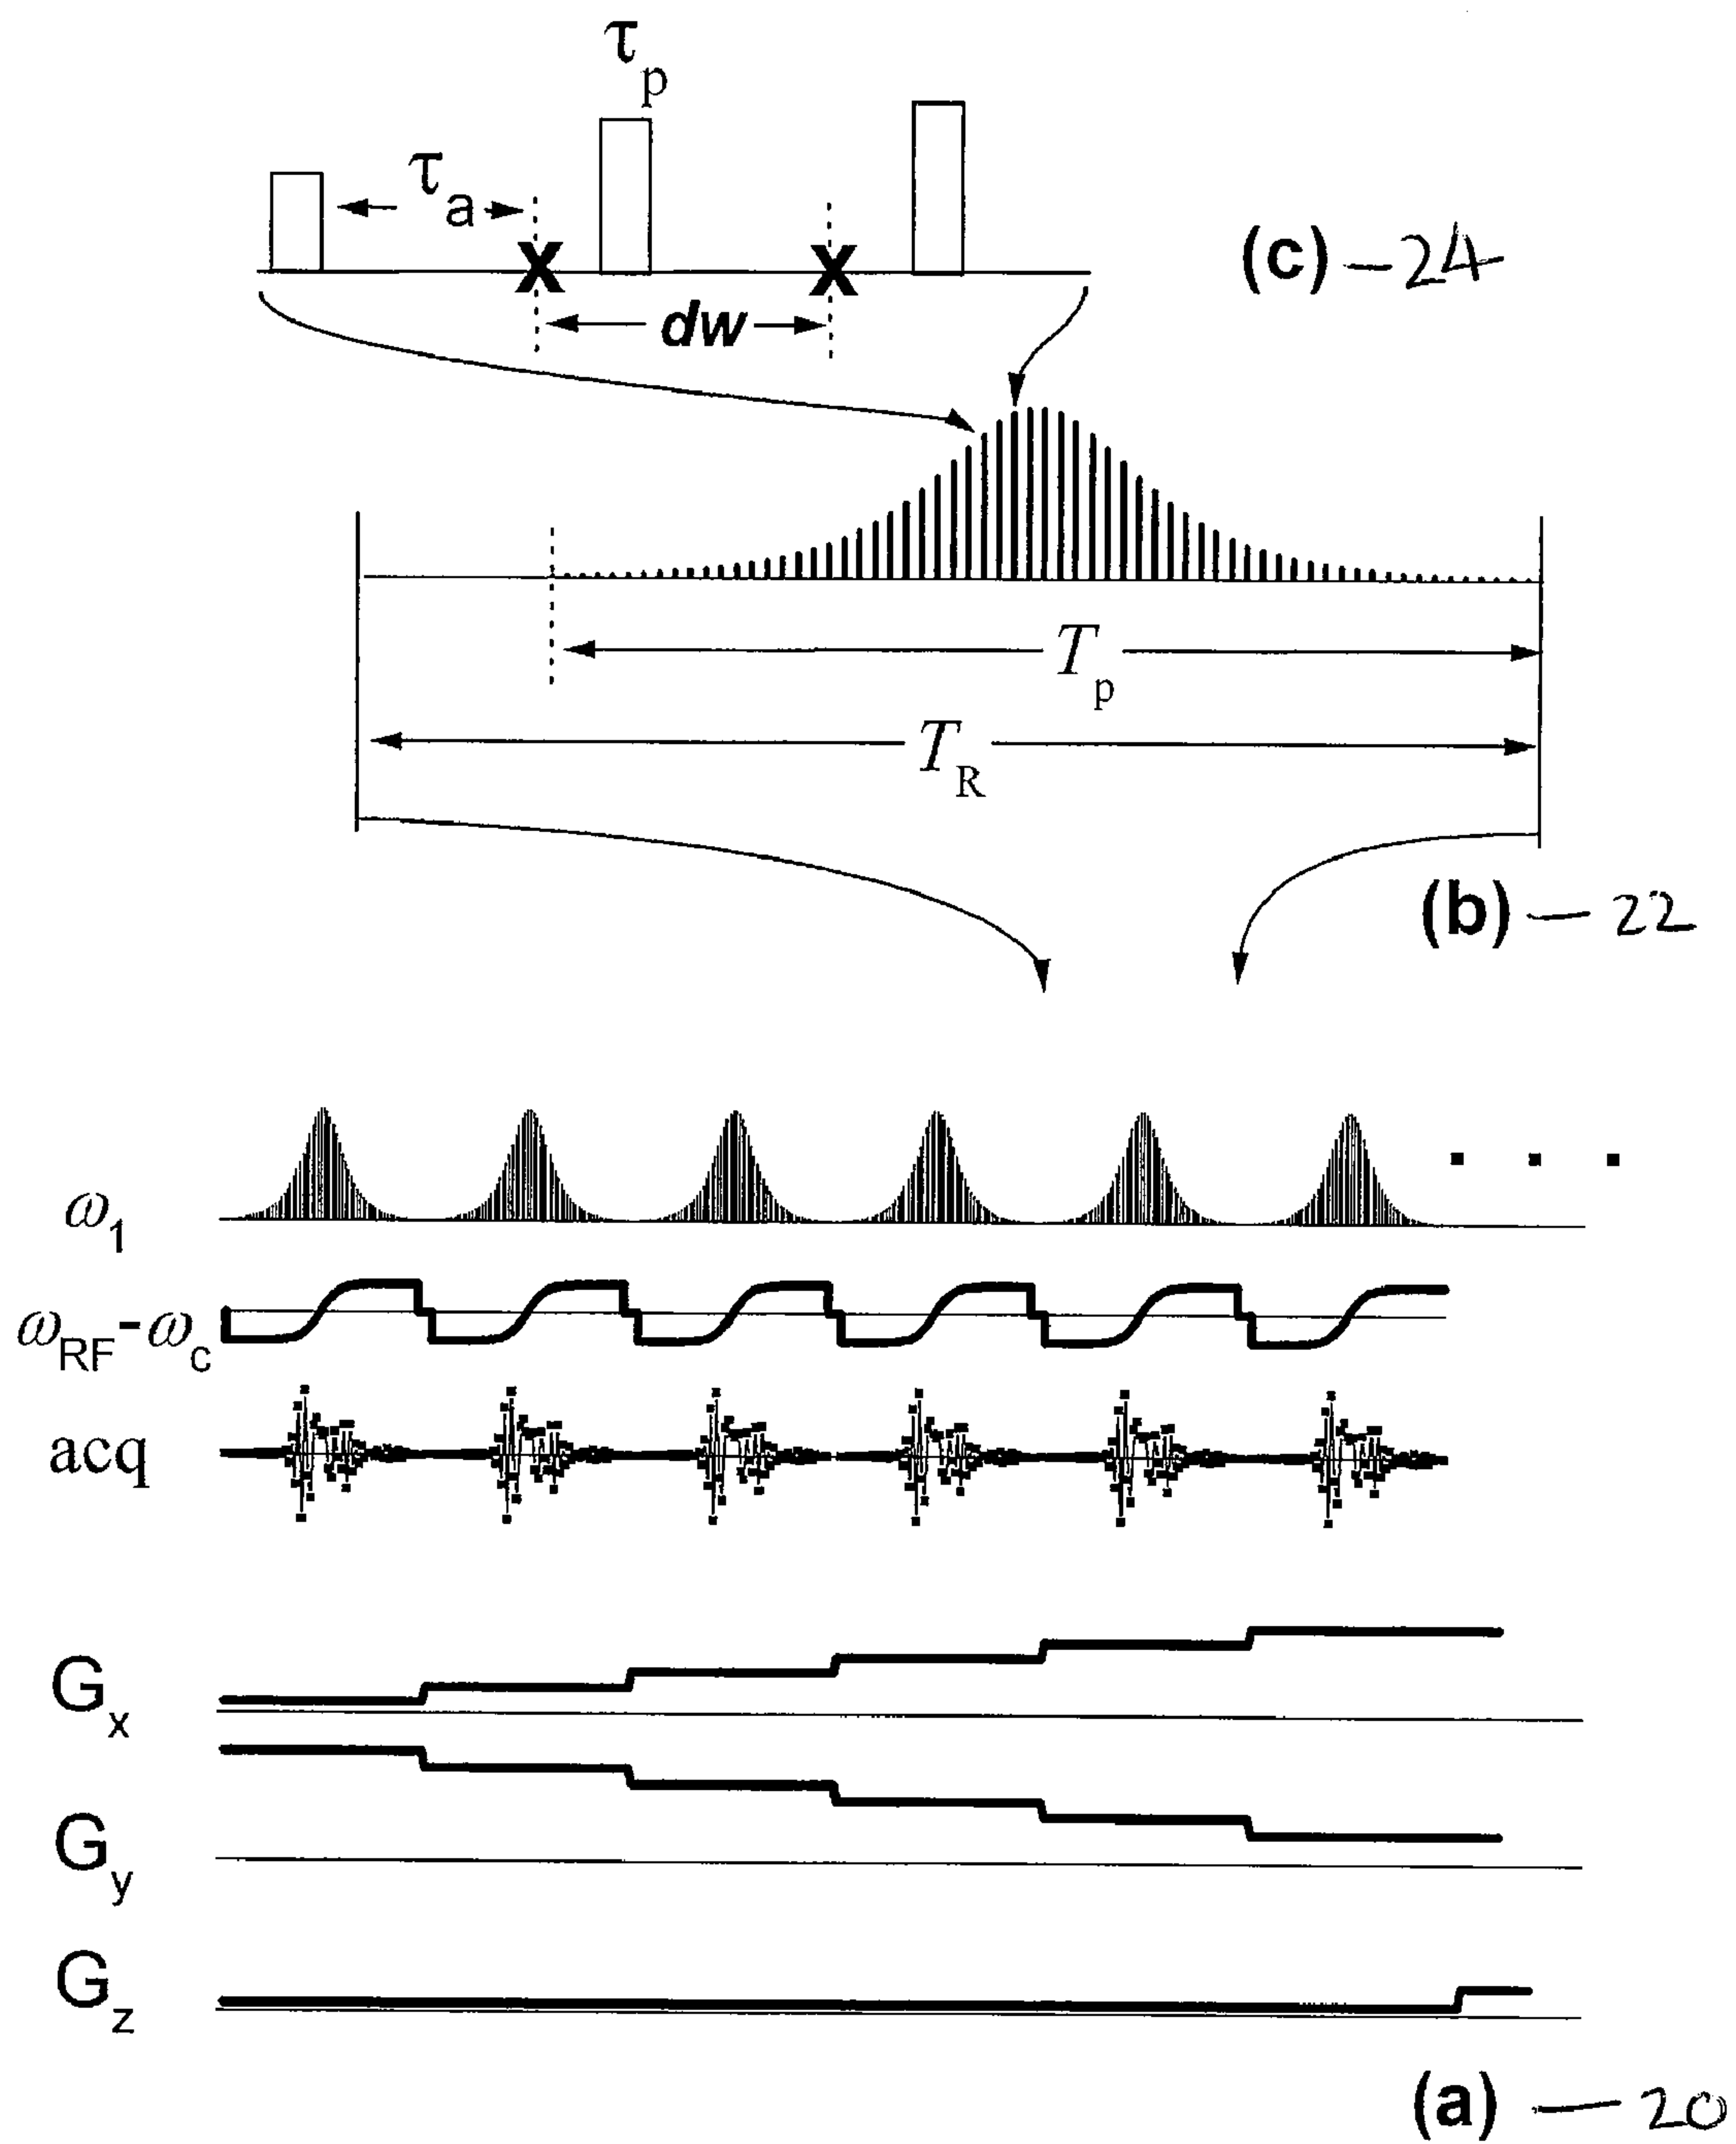 τp
τa
X X
(c) – 24
dw
Tp
TR
(b) – 22
ω1
ωRF-ωc
acq
Gx
Gy
Gz
(a) – 20